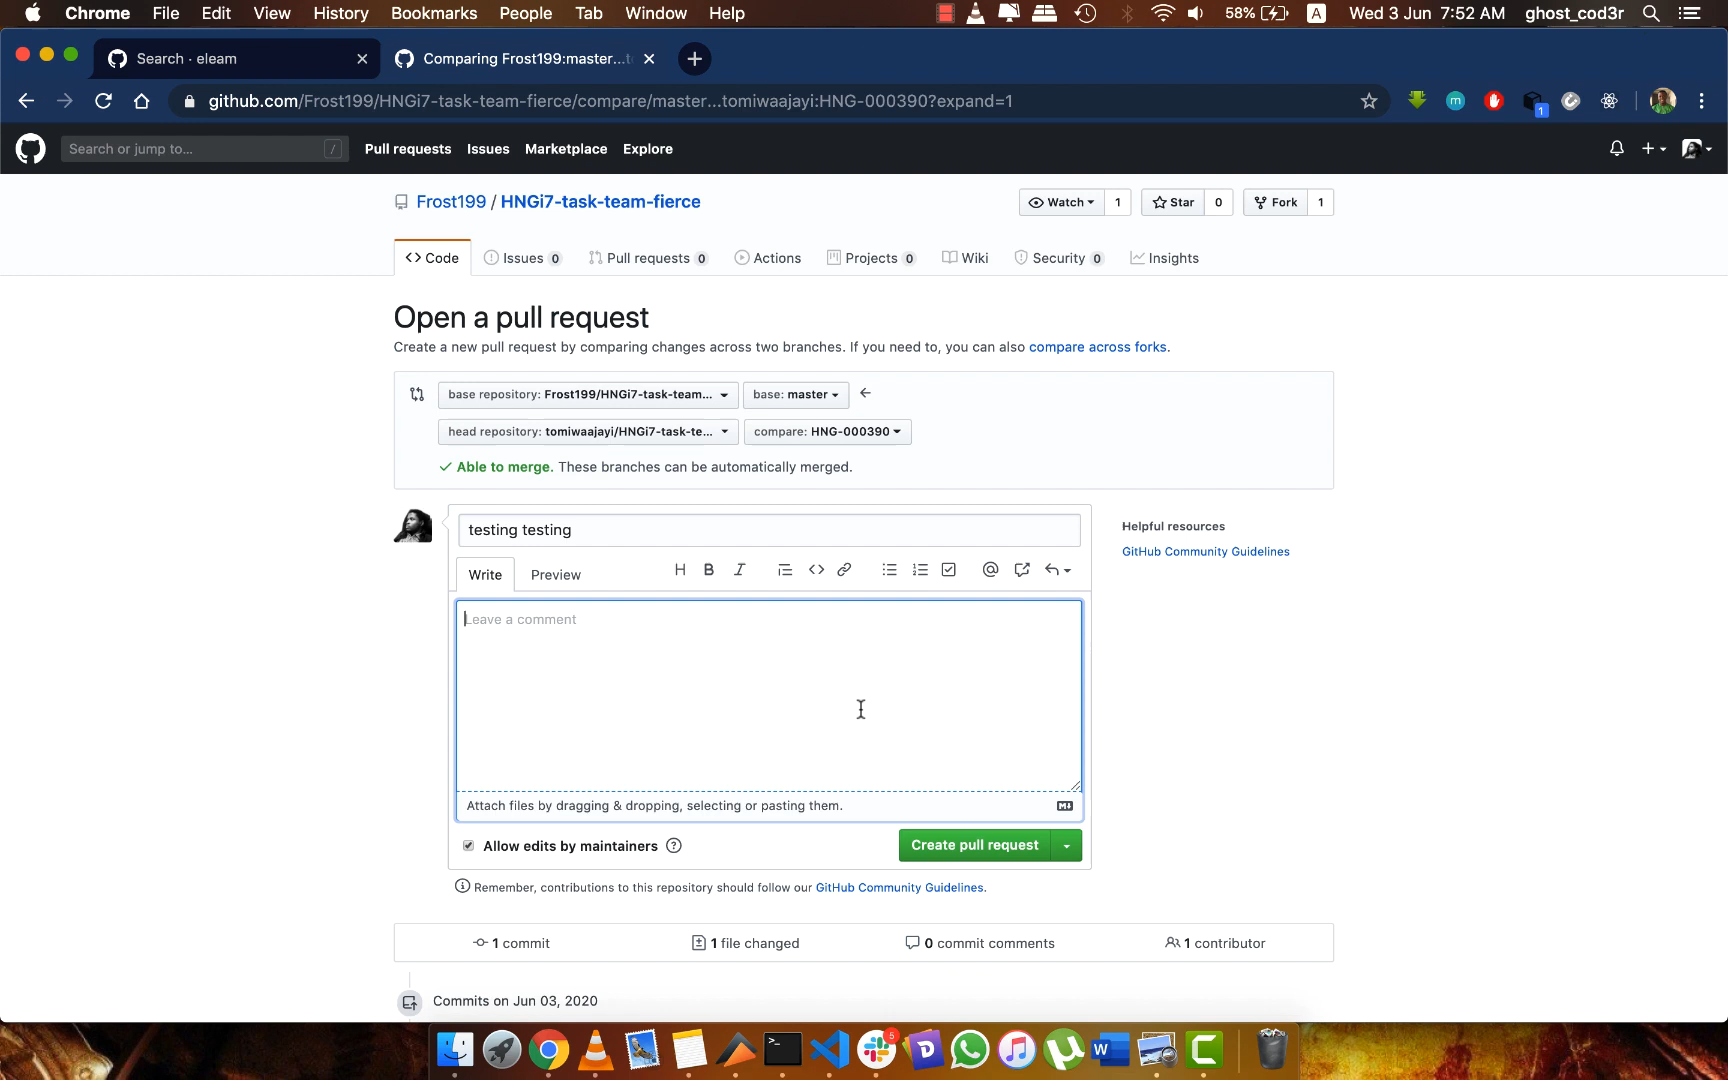 Chrome File Edit View History Bookmarks People Tab Window Help 58% A Wed 3 Jun 7:52 AM ghost_cod3r
Search · eleam Comparing Frost199:master...t
github.com/Frost199/HNGi7-task-team-fierce/compare/master...tomiwaajayi:HNG-000390?expand=1 m 1
Search or jump to... / Pull requests Issues Marketplace Explore
Frost199 / HNGi7-task-team-fierce Watch 1 Star 0 Fork 1
Code Issues 0 Pull requests 0 Actions Projects 0 Wiki Security 0 Insights
Open a pull request
Create a new pull request by comparing changes across two branches. If you need to, you can also compare across forks.
base repository: Frost199/HNGi7-task-team... base: master
head repository: tomiwaajayi/HNGi7-task-te... compare: HNG-000390
Able to merge. These branches can be automatically merged.
testing testing
Helpful resources
GitHub Community Guidelines
Write Preview H B I @
Leave a comment
Attach files by dragging & dropping, selecting or pasting them.
Allow edits by maintainers Create pull request
Remember, contributions to this repository should follow our GitHub Community Guidelines.
1 commit 1 file changed 0 commit comments 1 contributor
Commits on Jun 03, 2020
5 D W